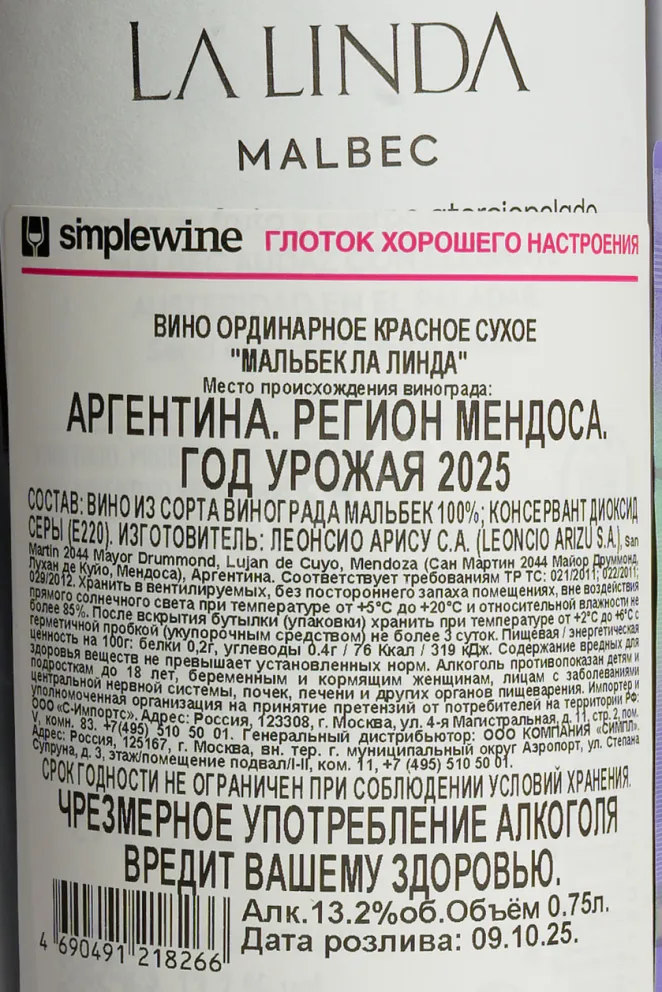 LA LINDA
MALBEC
simplewine ГЛОТОК ХОРОШЕГО НАСТРОЕНИЯ
ВИНО ОРДИНАРНОЕ КРАСНОЕ СУХОЕ
"МАЛЬБЕК ЛА ЛИНДА"
Место происхождения винограда:
АРГЕНТИНА. РЕГИОН МЕНДОСА.
ГОД УРОЖАЯ 2025
СОСТАВ: ВИНО ИЗ СОРТА ВИНОГРАДА МАЛЬБЕК 100%; КОНСЕРВАНТ ДИОКСИД
СЕРЫ (E220). ИЗГОТОВИТЕЛЬ: ЛЕОНСИО АРИСУ С.А. (LEONCIO ARIZU S.A.), San
Martin 2044 Mayor Drummond, Lujan de Cuyo, Mendoza (Сан Мартин 2044 Майор Друммонд,
Лухан де Куйо, Мендоса), Аргентина. Соответствует требованиям ТР ТС: 021/2011; 022/2011;
029/2012. Хранить в вентилируемых, без постороннего запаха помещениях, вне воздействия
прямого солнечного света при температуре от +5°С до +20°С и относительной влажности не
более 85%. После вскрытия бутылки (упаковки) хранить при температуре от +2°С до +6°С с
герметичной пробкой (укупорочным средством) не более 3 суток. Пищевая / энергетическая
ценность на 100г: белки 0,2г, углеводы 0.4г / 76 Ккал / 319 кДж. Содержание вредных для
здоровья веществ не превышает установленных норм. Алкоголь противопоказан детям и
подросткам до 18 лет, беременным и кормящим женщинам, лицам с заболеваниями
центральной нервной системы, почек, печени и других органов пищеварения. Импортер и
уполномоченная организация на принятие претензий от потребителей на территории РФ:
ООО «С-Импортс». Адрес: Россия, 123308, г. Москва, ул. 4-я Магистральная, д. 11, стр. 2, пом.
V, комн. 83. +7(495) 510 50 01. Генеральный дистрибьютор: ООО КОМПАНИЯ «СИМПЛ».
Адрес: Россия, 125167, г. Москва, вн. тер. г. муниципальный округ Аэропорт, ул. Степана
Супруна, д. 3, этаж/помещение подвал/I-II, ком. 11, +7 (495) 510 50 01.
СРОК ГОДНОСТИ НЕ ОГРАНИЧЕН ПРИ СОБЛЮДЕНИИ УСЛОВИЙ ХРАНЕНИЯ.
ЧРЕЗМЕРНОЕ УПОТРЕБЛЕНИЕ АЛКОГОЛЯ
ВРЕДИТ ВАШЕМУ ЗДОРОВЬЮ.
Алк.13.2%об.Объём 0.75л.
Дата розлива: 09.10.25.
4 690491 218266